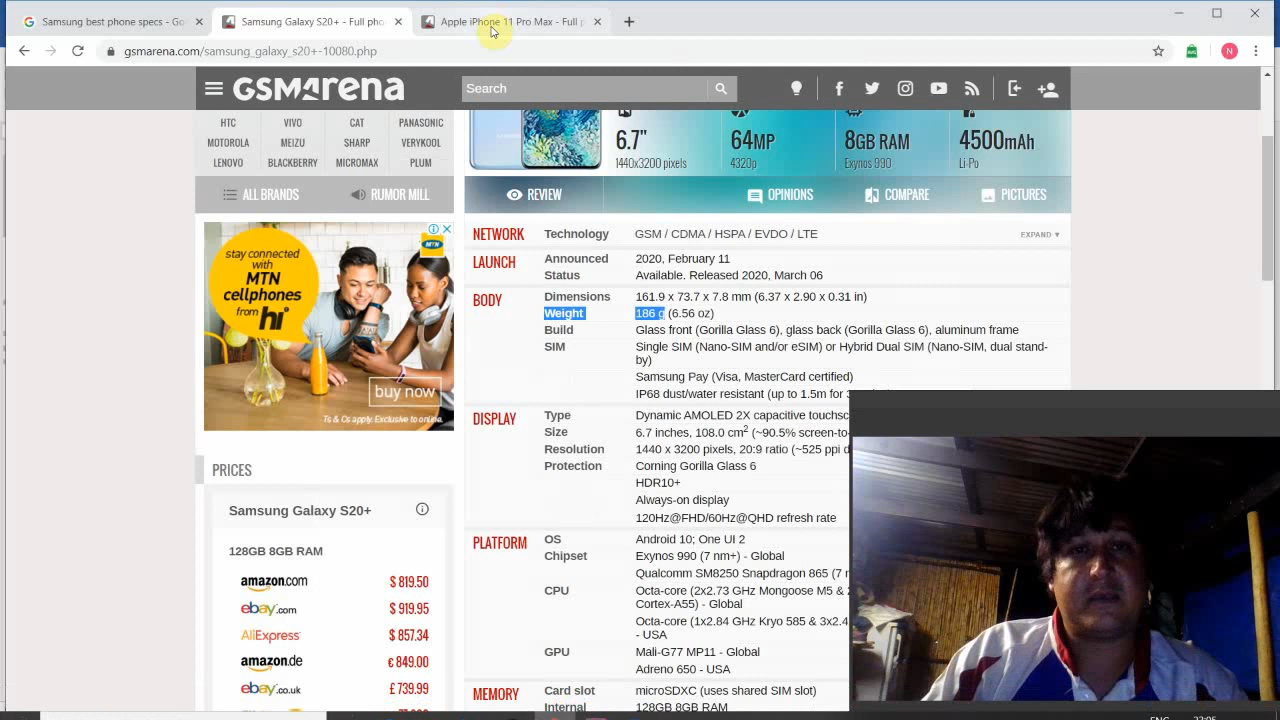 Samsung best phone specs - Go
Samsung Galaxy S20+ - Full pho
Apple iPhone 11 Pro Max - Full p
gsmarena.com/samsung_galaxy_s20+-10080.php
N
GSMArena
Search
HTC VIVO CAT PANASONIC
MOTOROLA MEIZU SHARP VERYKOOL
LENOVO BLACKBERRY MICROMAX PLUM
6.7" 64MP 8GB RAM 4500mAh
1440x3200 pixels 4320p Exynos 990 Li-Po
ALL BRANDS RUMOR MILL
REVIEW OPINIONS COMPARE PICTURES
stay connected
with
MTN
cellphones
from hi
MTN
buy now
Ts & Cs apply. Exclusive to online.
NETWORK Technology GSM / CDMA / HSPA / EVDO / LTE EXPAND ▼
LAUNCH Announced 2020, February 11
Status Available. Released 2020, March 06
BODY Dimensions 161.9 x 73.7 x 7.8 mm (6.37 x 2.90 x 0.31 in)
Weight 186 g (6.56 oz)
Build Glass front (Gorilla Glass 6), glass back (Gorilla Glass 6), aluminum frame
SIM Single SIM (Nano-SIM and/or eSIM) or Hybrid Dual SIM (Nano-SIM, dual stand-
by)
Samsung Pay (Visa, MasterCard certified)
IP68 dust/water resistant (up to 1.5m for 3
DISPLAY Type Dynamic AMOLED 2X capacitive touchsc
Size 6.7 inches, 108.0 cm2 (~90.5% screen-to-
Resolution 1440 x 3200 pixels, 20:9 ratio (~525 ppi d
Protection Corning Gorilla Glass 6
HDR10+
Always-on display
120Hz@FHD/60Hz@QHD refresh rate
PLATFORM OS Android 10; One UI 2
Chipset Exynos 990 (7 nm+) - Global
Qualcomm SM8250 Snapdragon 865 (7 n
CPU Octa-core (2x2.73 GHz Mongoose M5 & 2
Cortex-A55) - Global
Octa-core (1x2.84 GHz Kryo 585 & 3x2.4
- USA
GPU Mali-G77 MP11 - Global
Adreno 650 - USA
MEMORY Card slot microSDXC (uses shared SIM slot)
Internal 128GB 8GB RAM
PRICES
Samsung Galaxy S20+
128GB 8GB RAM
amazon.com $ 819.50
ebay.com $ 919.95
AliExpress $ 857.34
amazon.de € 849.00
ebay.co.uk £ 739.99